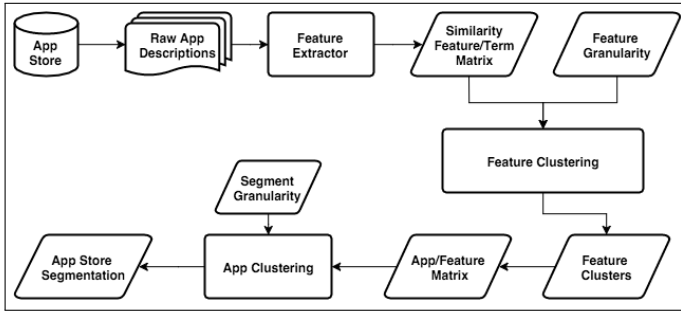 App
Store
Raw App
Descriptions
Feature
Extractor
Similarity
Feature/Term
Matrix
Feature
Granularity
Feature Clustering
Segment
Granularity
App Store
Segmentation
App Clustering
App/Feature
Matrix
Feature
Clusters